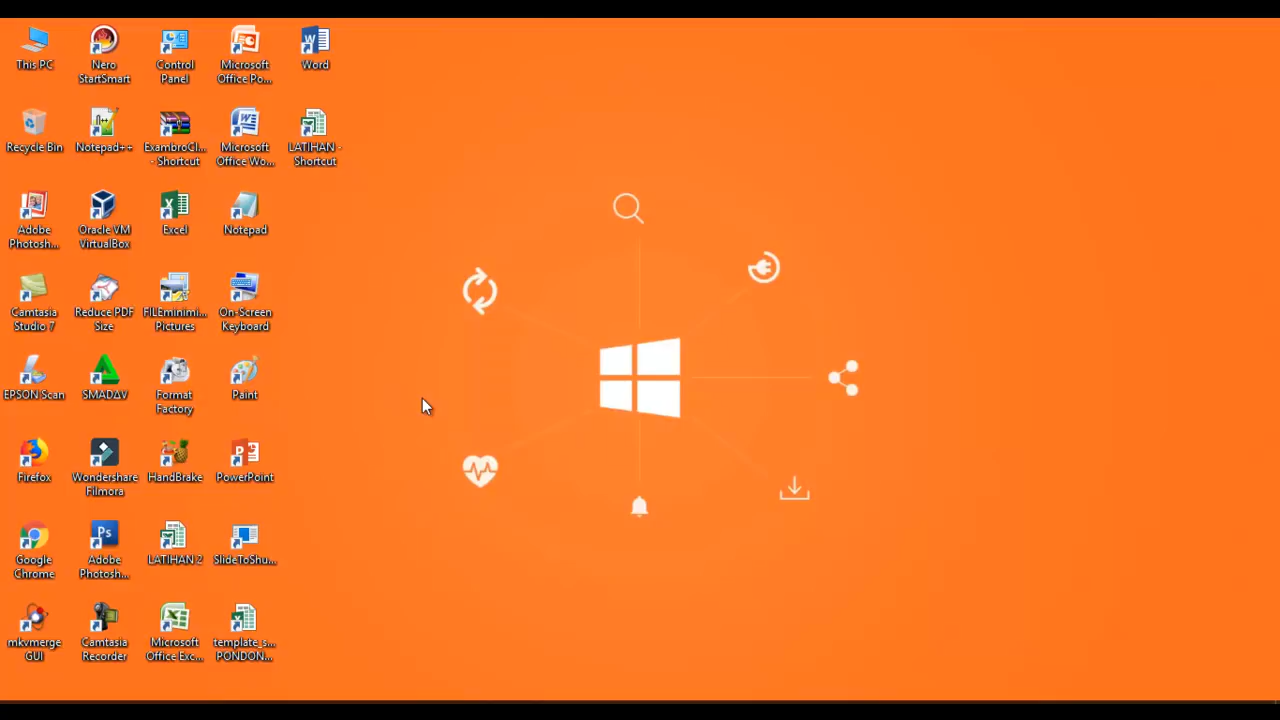 This PC
Nero
StartSmart
Control
Panel
Microsoft
Office Po...
Word
Recycle Bin
Notepad++
ExambroCl...
- Shortcut
Microsoft
Office Wo...
LATIHAN -
Shortcut
Adobe
Photosh...
Oracle VM
VirtualBox
Excel
Notepad
Camtasia
Studio 7
Reduce PDF
Size
FILEminimi...
Pictures
On-Screen
Keyboard
EPSON Scan
SMADΔV
Format
Factory
Paint
Firefox
Wondershare
Filmora
HandBrake
PowerPoint
Google
Chrome
Ps
Adobe
Photosh...
LATIHAN 2
SlideToShu...
mkvmerge
GUI
Camtasia
Recorder
Microsoft
Office Exc...
template_s...
PONDON...